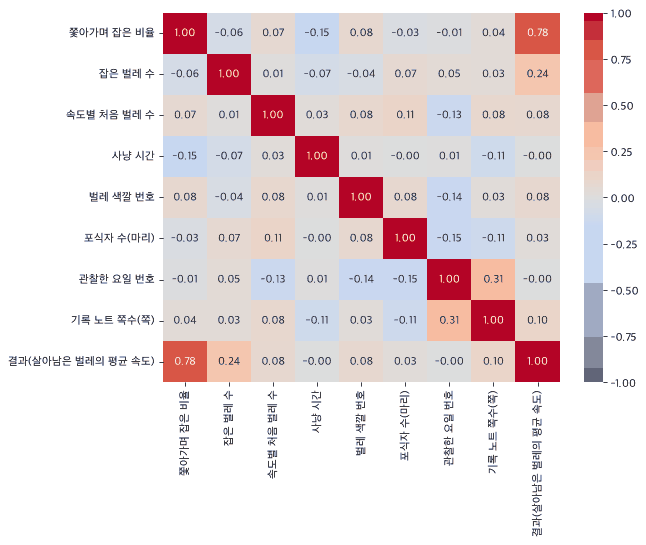 쫓아가며 잡은 비율 1.00 -0.06 0.07 -0.15 0.08 -0.03 -0.01 0.04 0.78
잡은 벌레 수 -0.06 1.00 0.01 -0.07 -0.04 0.07 0.05 0.03 0.24
속도별 처음 벌레 수 0.07 0.01 1.00 0.03 0.08 0.11 -0.13 0.08 0.08
사냥 시간 -0.15 -0.07 0.03 1.00 0.01 -0.00 0.01 -0.11 -0.00
벌레 색깔 번호 0.08 -0.04 0.08 0.01 1.00 0.08 -0.14 0.03 0.08
포식자 수(마리) -0.03 0.07 0.11 -0.00 0.08 1.00 -0.15 -0.11 0.03
관찰한 요일 번호 -0.01 0.05 -0.13 0.01 -0.14 -0.15 1.00 0.31 -0.00
기록 노트 쪽수(쪽) 0.04 0.03 0.08 -0.11 0.03 -0.11 0.31 1.00 0.10
결과(살아남은 벌레의 평균 속도) 0.78 0.24 0.08 -0.00 0.08 0.03 -0.00 0.10 1.00
쫓아가며 잡은 비율
잡은 벌레 수
속도별 처음 벌레 수
사냥 시간
벌레 색깔 번호
포식자 수(마리)
관찰한 요일 번호
기록 노트 쪽수(쪽)
결과(살아남은 벌레의 평균 속도)
1.00
0.75
0.50
0.25
0.00
-0.25
-0.50
-0.75
-1.00